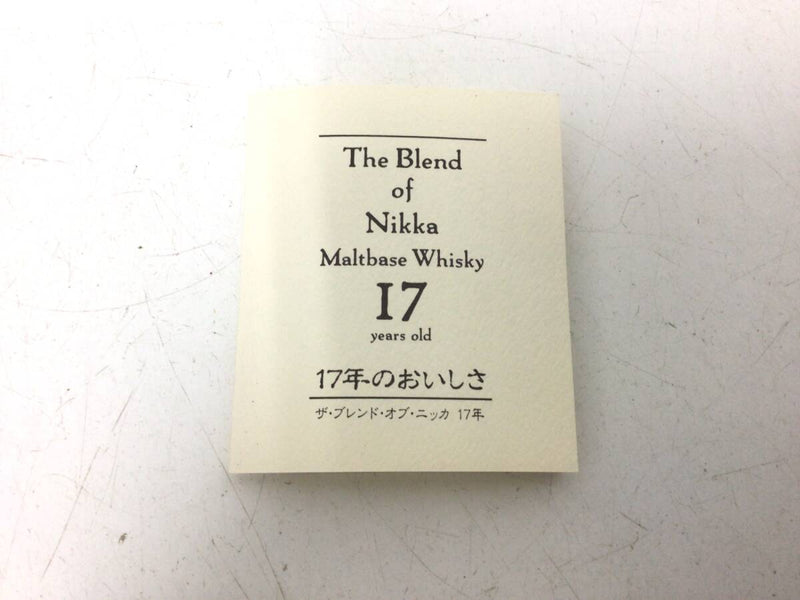 The Blend
of
Nikka
Maltbase Whisky
17
years old
17年のおいしさ
ザ・ブレンド・オブ・ニッカ 17年